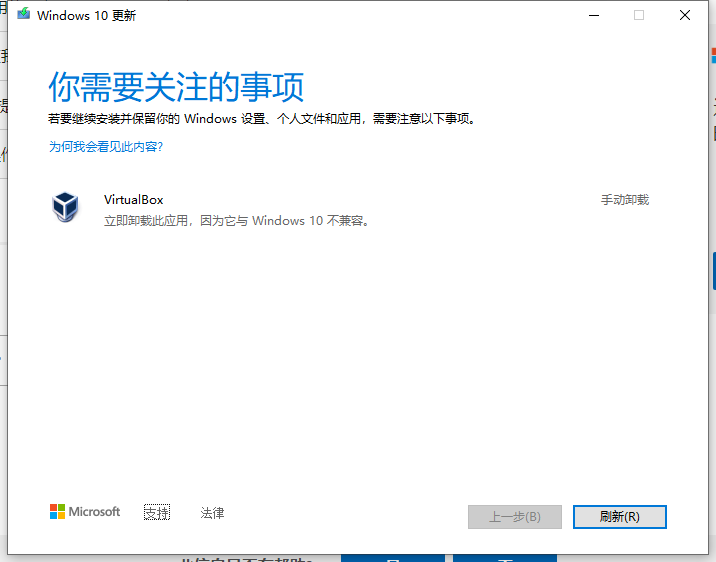 Windows 10 更新
你需要关注的事项
若要继续安装并保留你的 Windows 设置、个人文件和应用，需要注意以下事项。
为何我会看见此内容?
VirtualBox
手动卸载
立即卸载此应用，因为它与 Windows 10 不兼容。
Microsoft
支持
法律
上一步(B)
刷新(R)